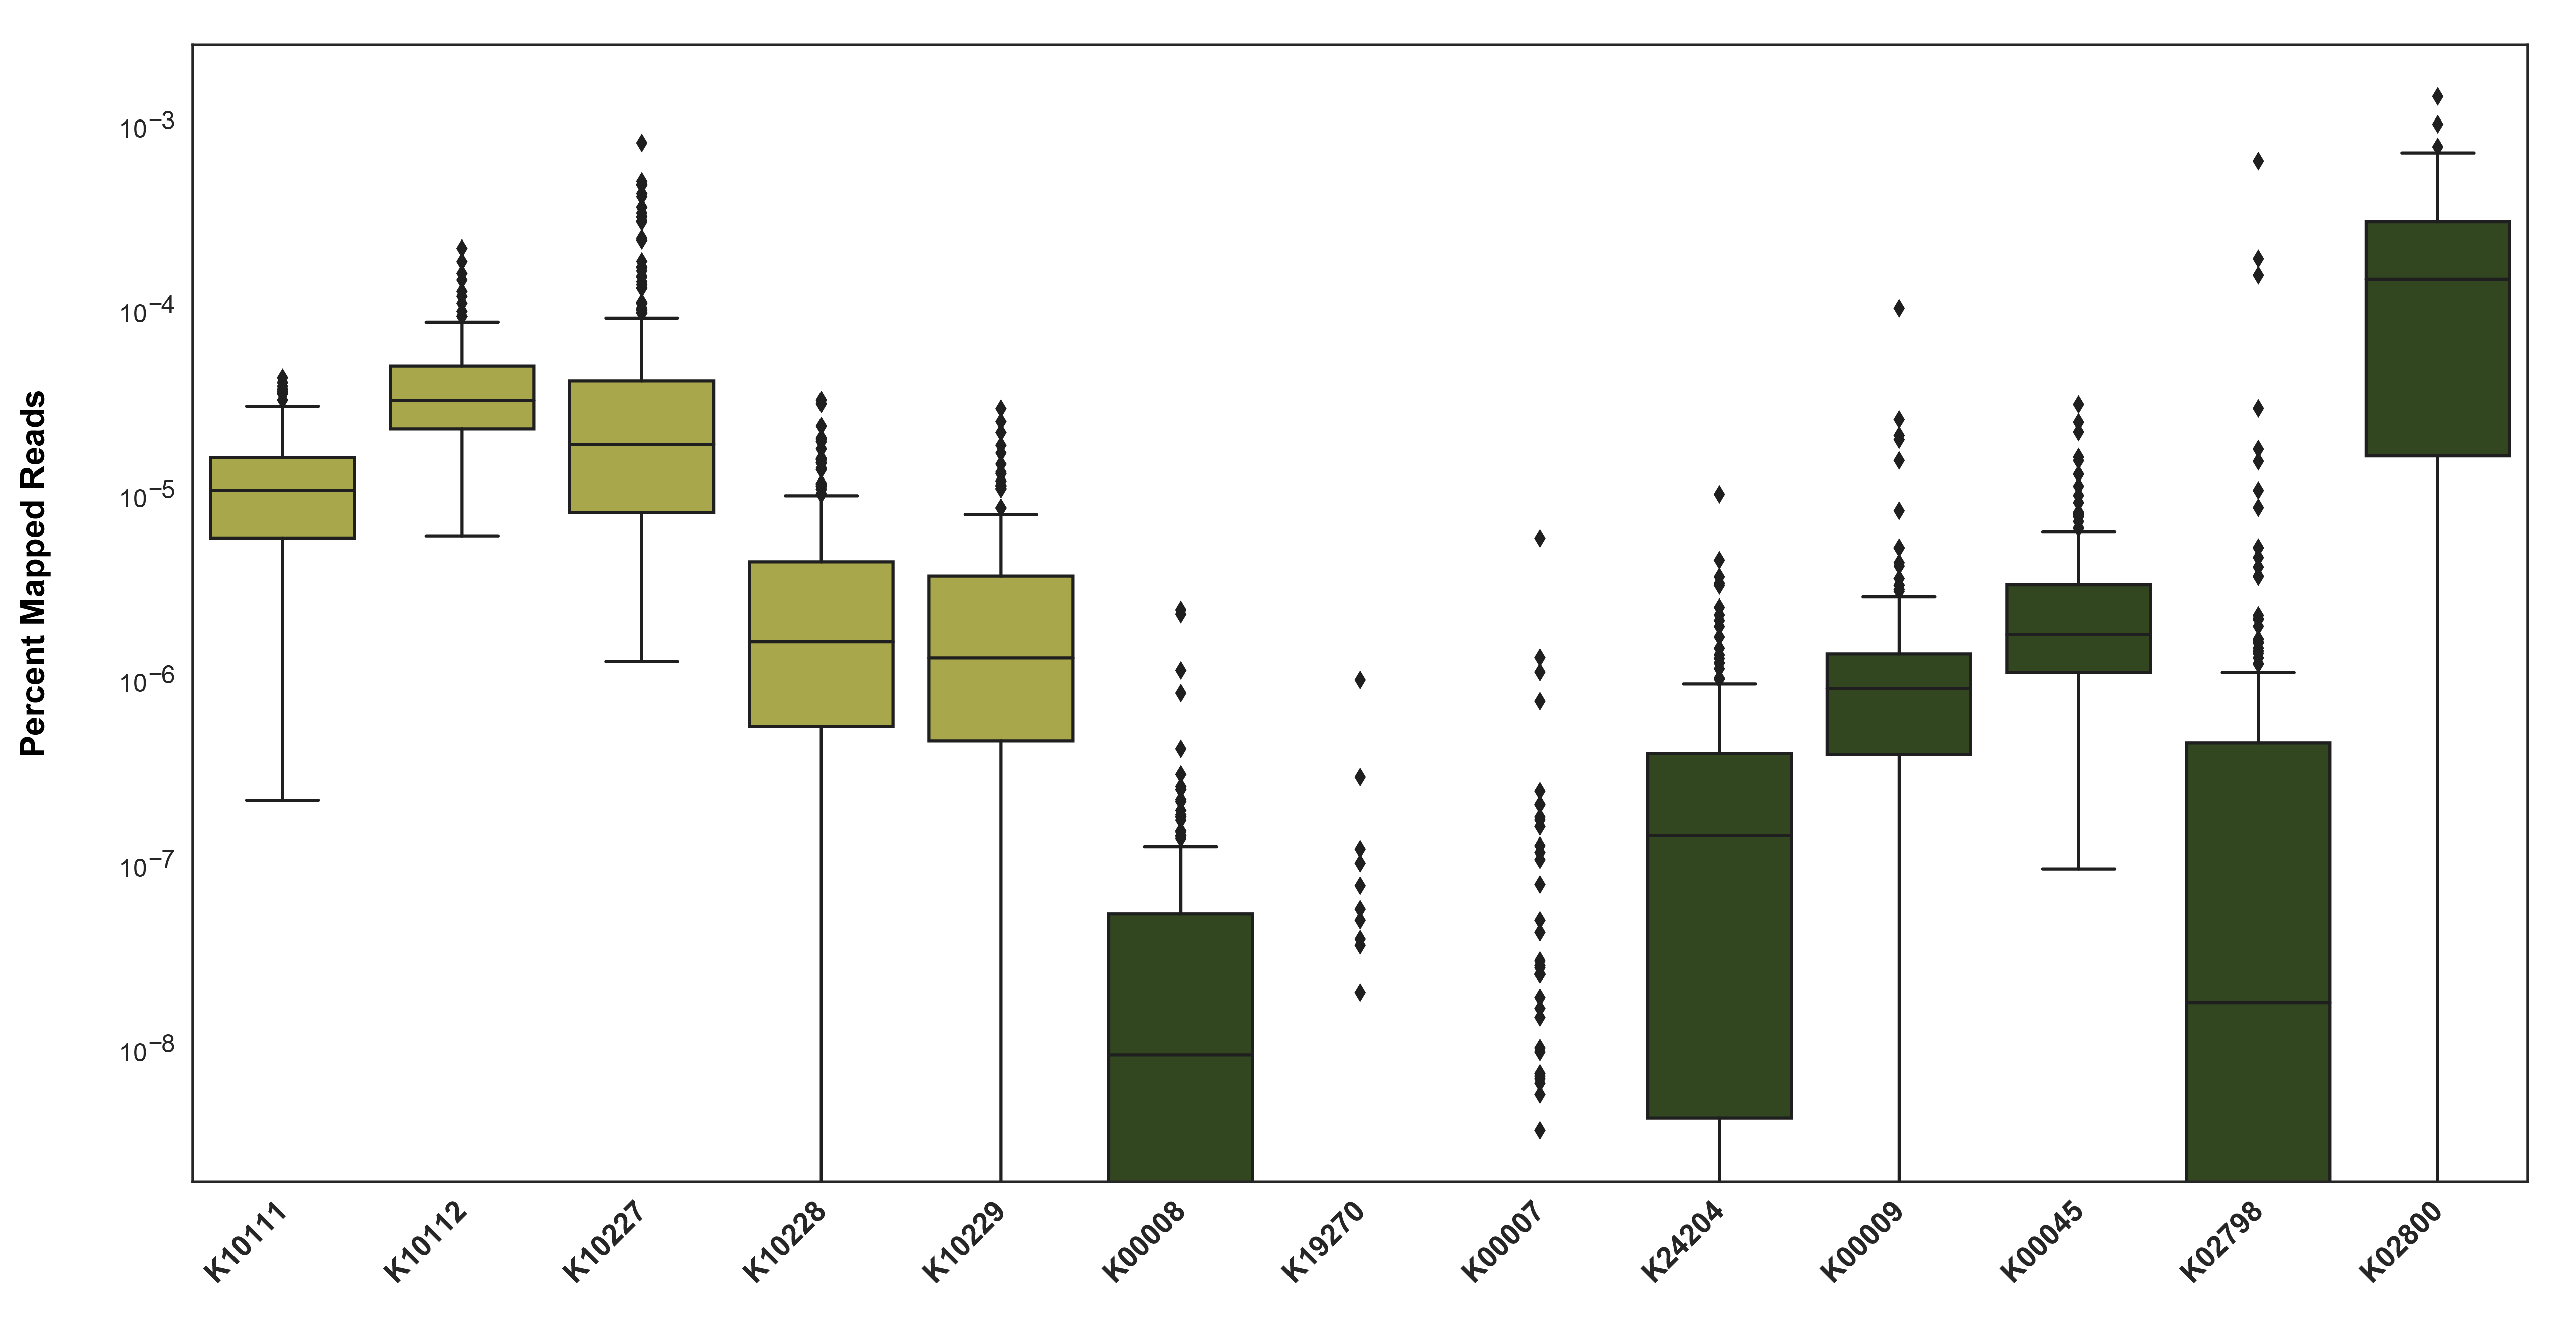 Percent Mapped Reads
10−3
10−4
10−5
10−6
10−7
10−8
K10111
K10112
K10227
K10228
K10229
K00008
K19270
K00007
K24204
K00009
K00045
K02798
K02800